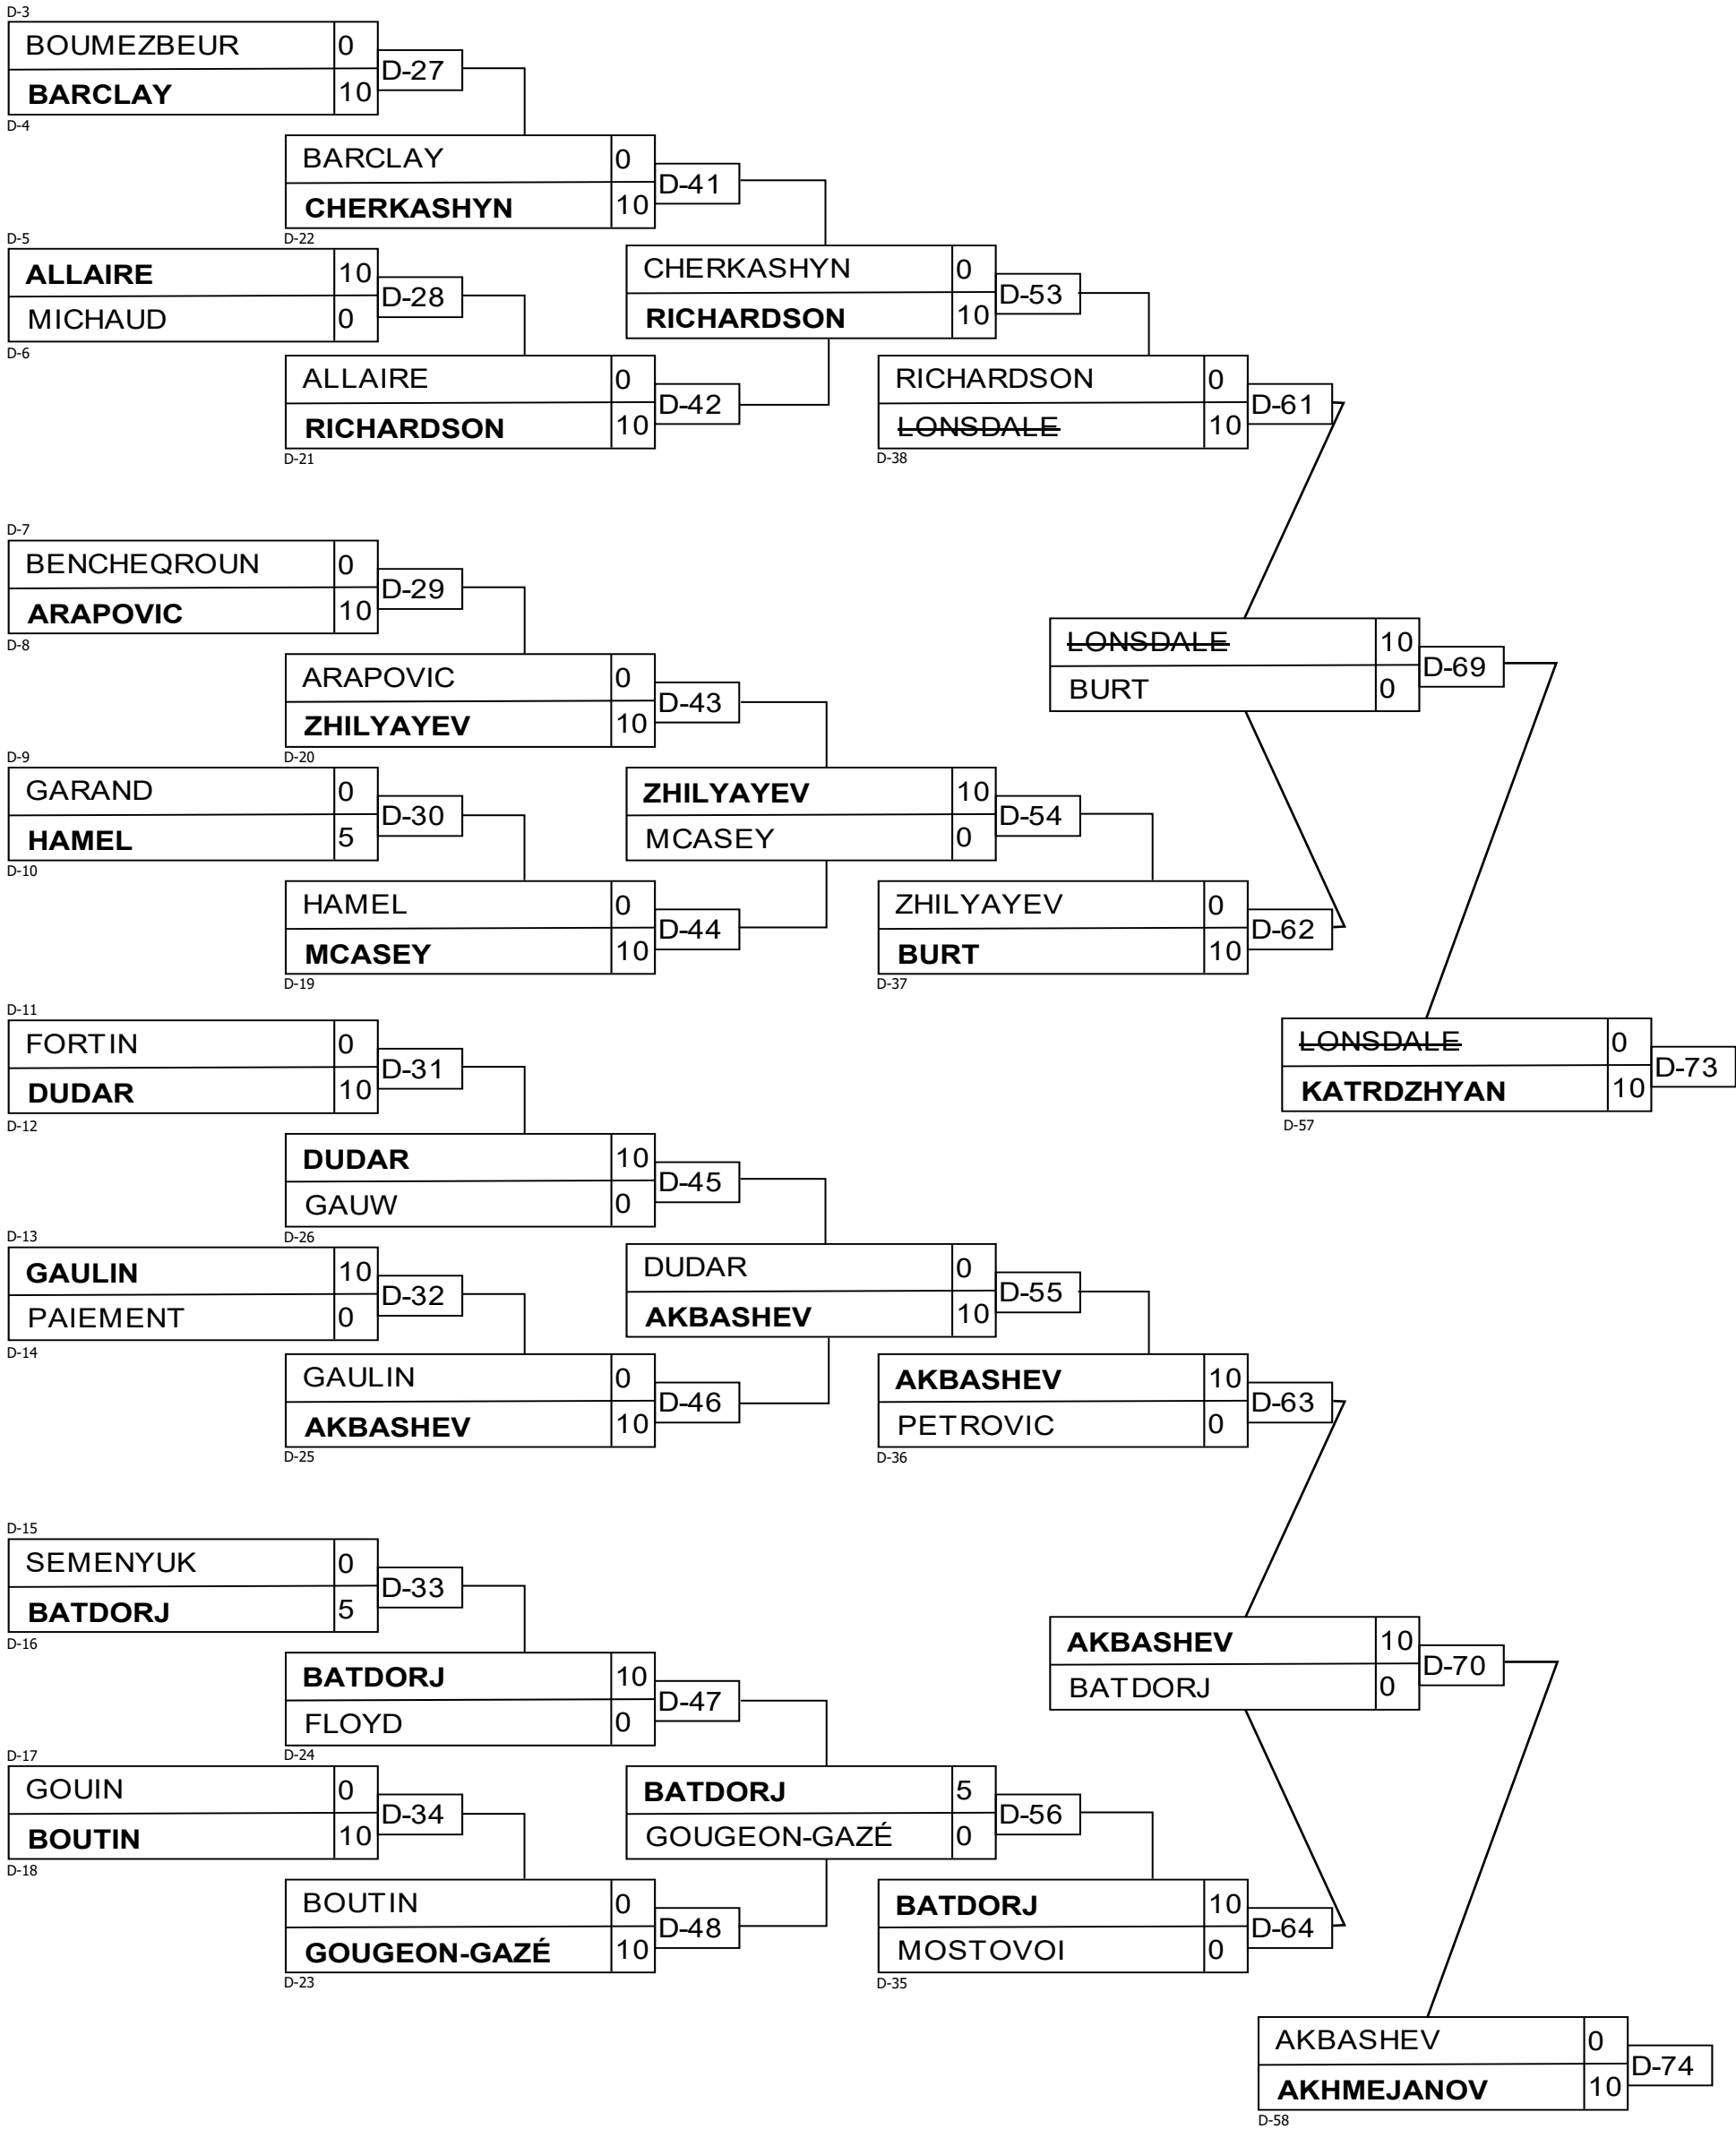 D-3
BOUMEZBEUR 0
D-27
BARCLAY 10
D-4
BARCLAY 0
D-41
CHERKASHYN 10
D-22
D-5
ALLAIRE 10
D-28
MICHAUD 0
D-6
CHERKASHYN 0
D-53
RICHARDSON 10
ALLAIRE 0
D-42
RICHARDSON 10
D-21
RICHARDSON 0
D-61
LONSDALE 10
D-38
D-7
BENCHEQROUN 0
D-29
ARAPOVIC 10
D-8
LONSDALE 10
D-69
BURT 0
ARAPOVIC 0
D-43
ZHILYAYEV 10
D-20
D-9
GARAND 0
D-30
HAMEL 5
D-10
ZHILYAYEV 10
D-54
MCASEY 0
HAMEL 0
D-44
MCASEY 10
D-19
ZHILYAYEV 0
D-62
BURT 10
D-37
D-11
FORTIN 0
D-31
DUDAR 10
D-12
LONSDALE 0
D-73
KATRDZHYAN 10
D-57
DUDAR 10
D-45
GAUW 0
D-26
D-13
GAULIN 10
D-32
PAIEMENT 0
D-14
DUDAR 0
D-55
AKBASHEV 10
GAULIN 0
D-46
AKBASHEV 10
D-25
AKBASHEV 10
D-63
PETROVIC 0
D-36
D-15
SEMENYUK 0
D-33
BATDORJ 5
D-16
AKBASHEV 10
D-70
BATDORJ 0
BATDORJ 10
D-47
FLOYD 0
D-24
D-17
GOUIN 0
D-34
BOUTIN 10
D-18
BATDORJ 5
D-56
GOUGEON-GAZÉ 0
BOUTIN 0
D-48
GOUGEON-GAZÉ 10
D-23
BATDORJ 10
D-64
MOSTOVOI 0
D-35
AKBASHEV 0
D-74
AKHMEJANOV 10
D-58